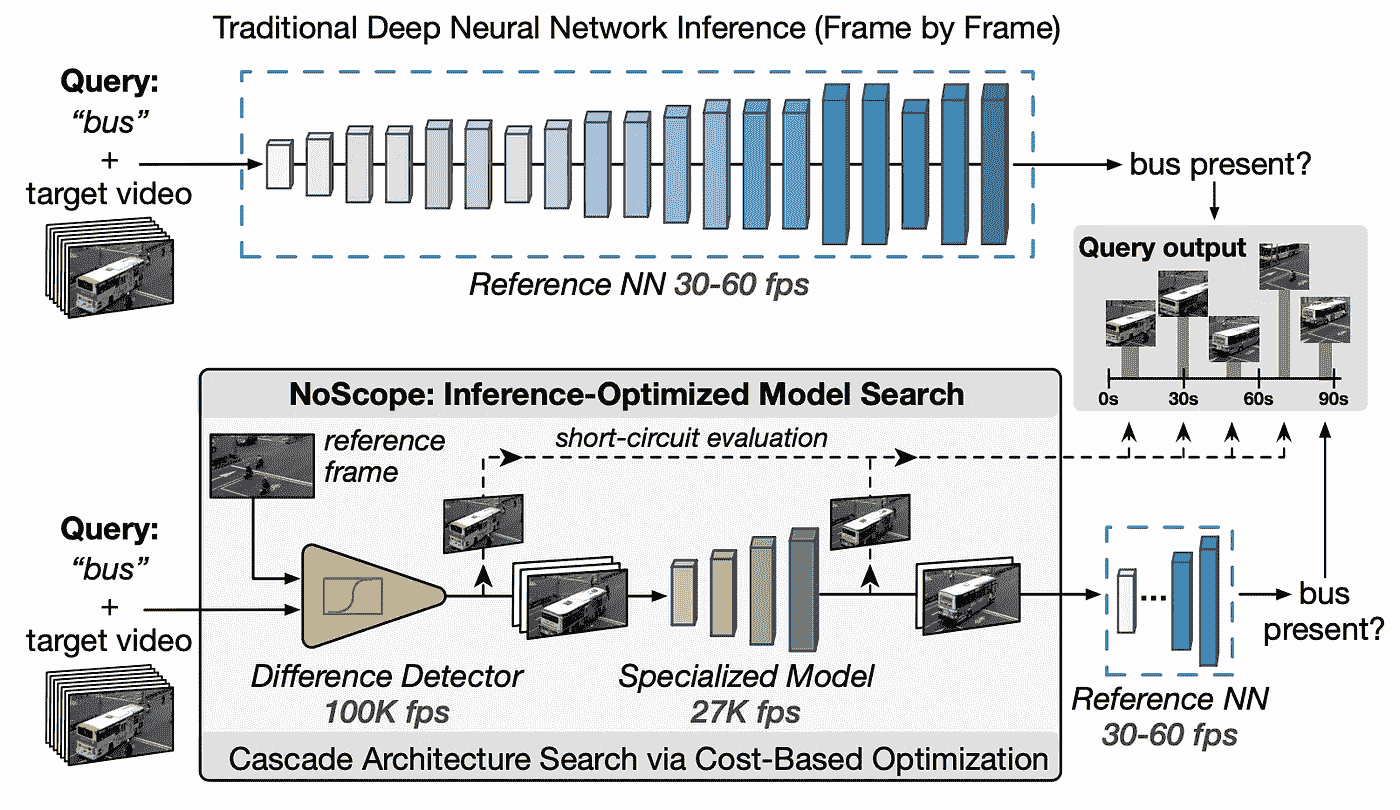 Traditional Deep Neural Network Inference (Frame by Frame)
Query:
“bus”
+
target video
bus present?
Reference NN 30-60 fps
Query output
0s 30s 60s 90s
NoScope: Inference-Optimized Model Search
reference
frame
short-circuit evaluation
Query:
“bus”
+
target video
Difference Detector
100K fps
Specialized Model
27K fps
Reference NN
30-60 fps
bus
present?
Cascade Architecture Search via Cost-Based Optimization